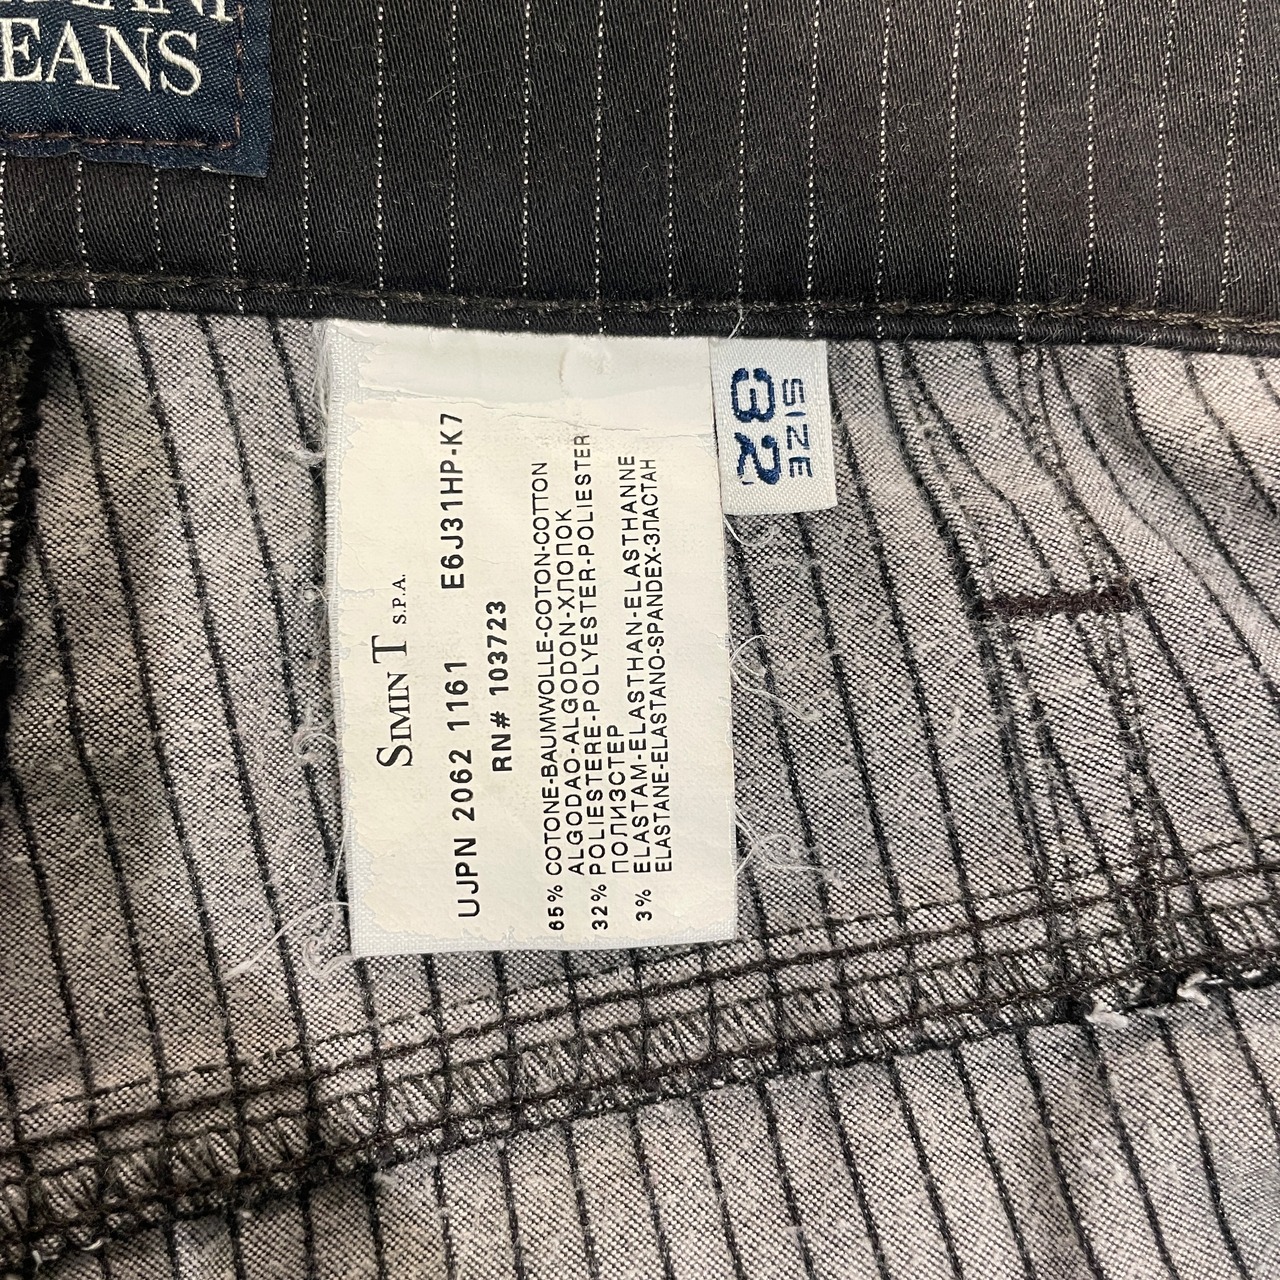 EANS
SIMIN T S.P.A.
UJPN 2062 1161 E6J31HP-K7
RN# 103723
65% COTONE-BAUMWOLLE-COTON-COTTON
ALGODAO-ALGODON-ХЛОПОК
32% POLIESTERE-POLYESTER-POLIESTER
ПОЛИЭСТЕР
3% ELASTAM-ELASTHAN-ELASTHANNE
ELASTANE-ELASTANO-SPANDEX-ЭЛАСТАН
SIZE
32